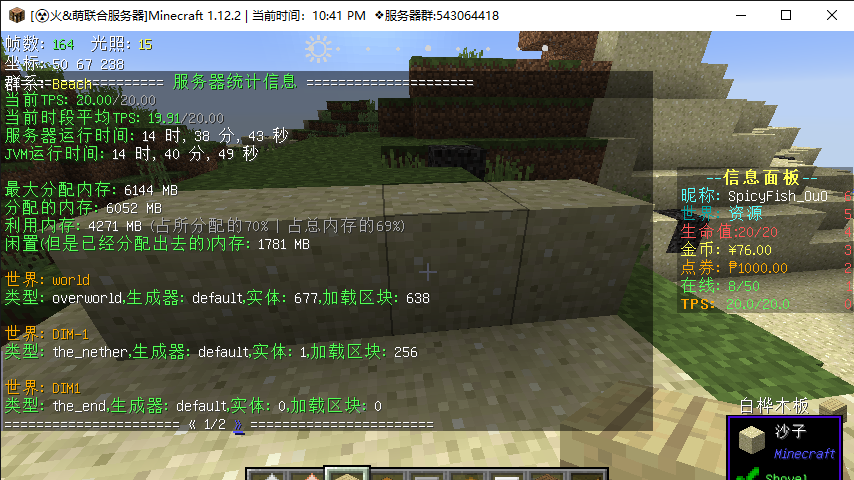 [☢火&萌联合服务器]Minecraft 1.12.2 | 当前时间: 10:41 PM ❖服务器群:543064418
帧数: 164 光照: 15
坐标: 50 67 238
群系: Beach
============ 服务器统计信息 =====================
当前TPS: 20.00/20.00
当前时段平均TPS: 19.91/20.00
服务器运行时间: 14 时, 38 分, 43 秒
JVM运行时间: 14 时, 40 分, 49 秒
最大分配内存: 6144 MB
分配的内存: 6052 MB
利用内存: 4271 MB (占所分配的70% | 占总内存的69%)
闲置(但是已经分配出去的)内存: 1781 MB
世界: world
类型: overworld,生成器: default,实体: 677,加载区块: 638
世界: DIM-1
类型: the_nether,生成器: default,实体: 1,加载区块: 256
世界: DIM1
类型: the_end,生成器: default,实体: 0,加载区块: 0
====================== « 1/2 » =======================
--信息面板--
昵称: SpicyFish_OuO
世界: 资源
生命值:20/20
金币: ¥76.00
点券: ₱1000.00
在线: 8/50
TPS: 20.0/20.0
白桦木板
沙子
Minecraft
Shovel